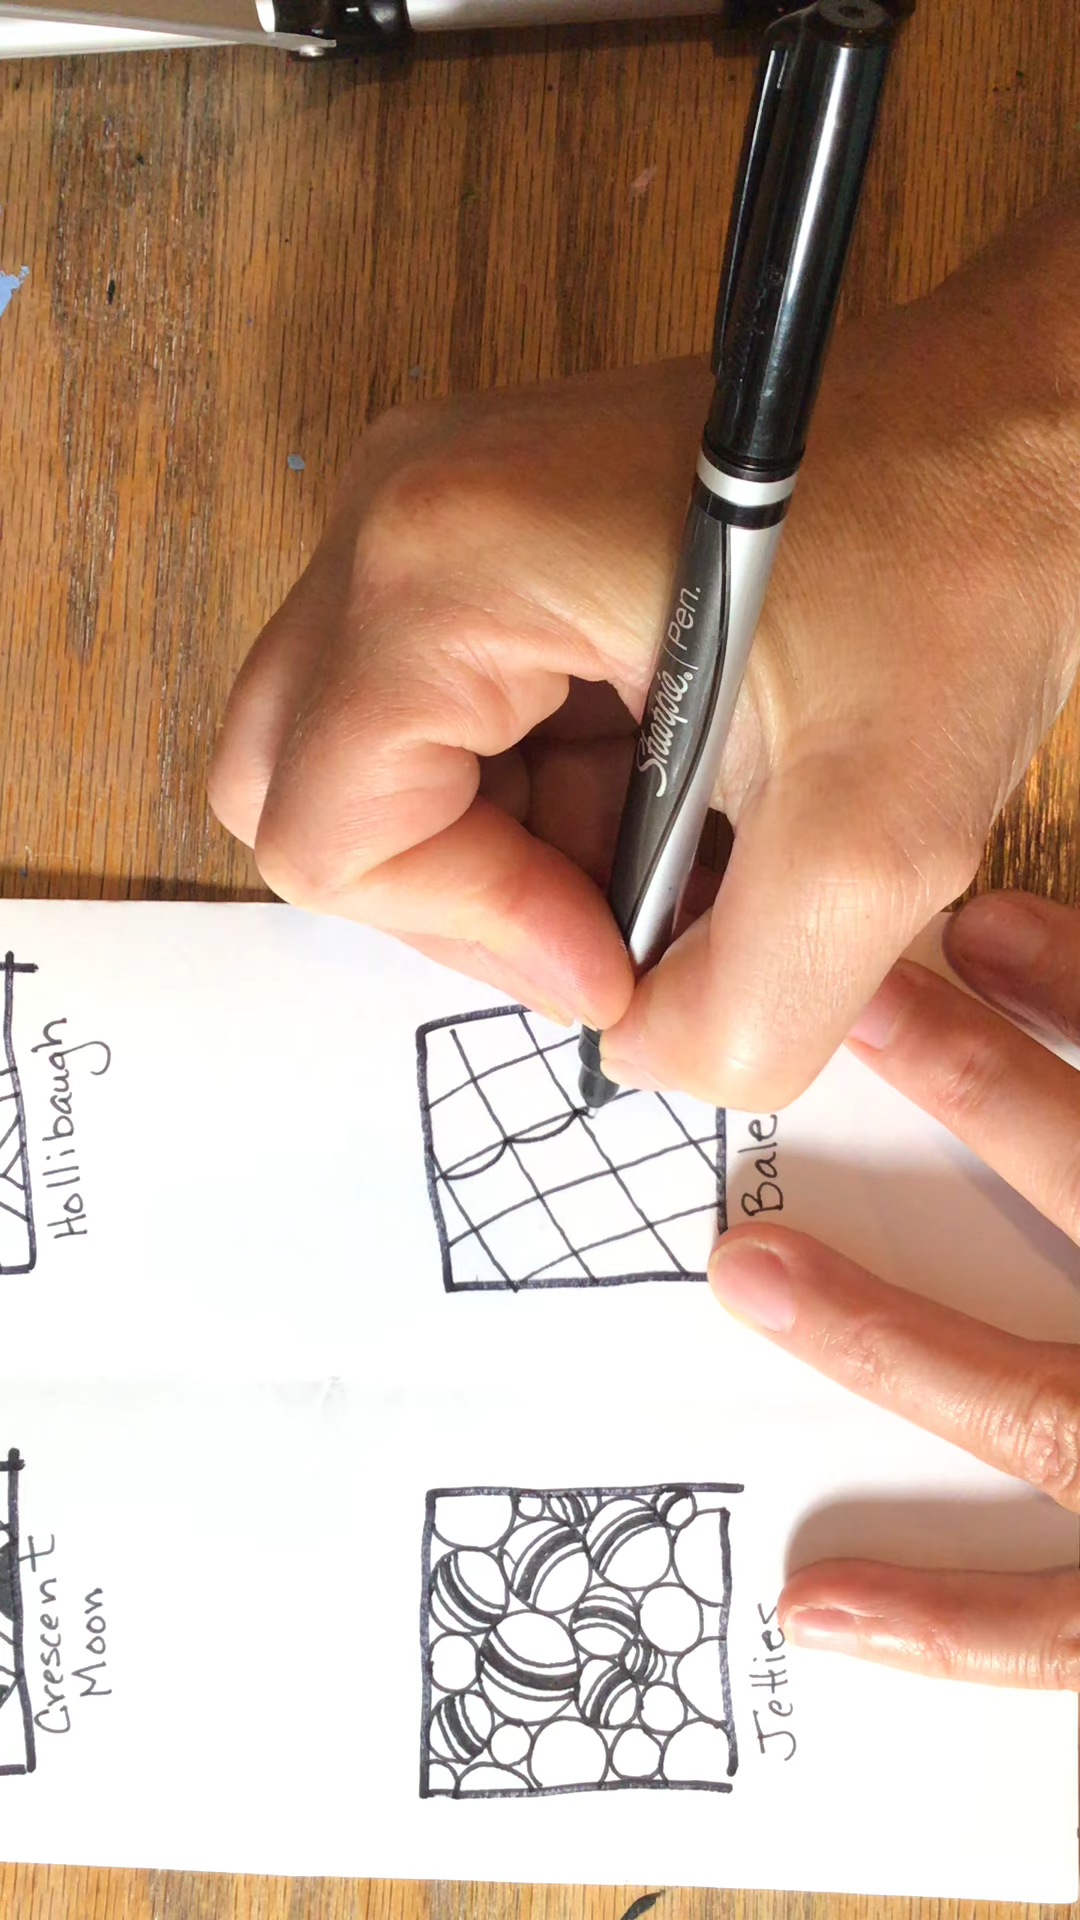 Sharpie. / Pen.
Hollibaugh
Bale
Crescent
Moon
Jetties